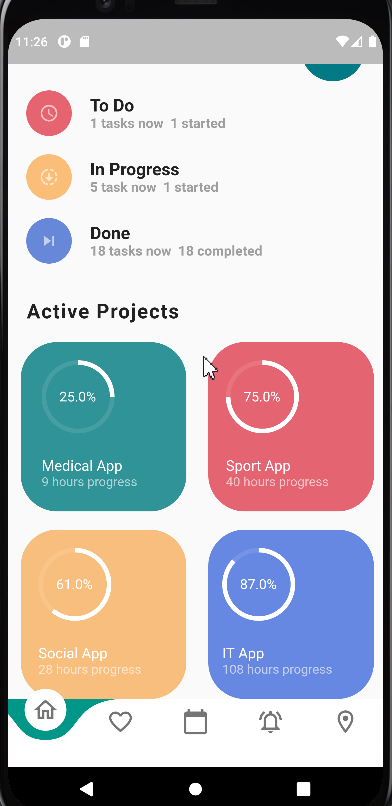 11:26
To Do
1 tasks now 1 started
In Progress
5 task now 1 started
Done
18 tasks now 18 completed
Active Projects
25.0%
Medical App
9 hours progress
75.0%
Sport App
40 hours progress
61.0%
Social App
28 hours progress
87.0%
IT App
108 hours progress